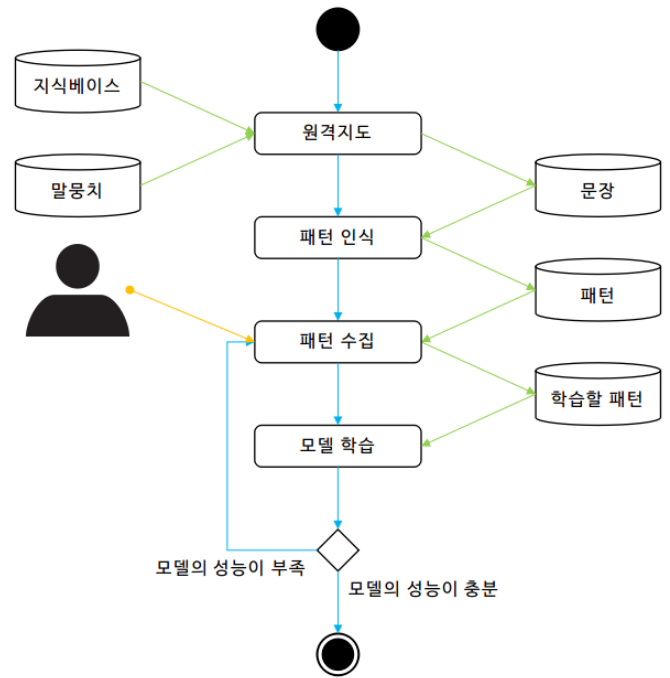 지식베이스
원격지도
말뭉치
문장
패턴 인식
패턴
패턴 수집
학습할 패턴
모델 학습
모델의 성능이 부족
모델의 성능이 충분